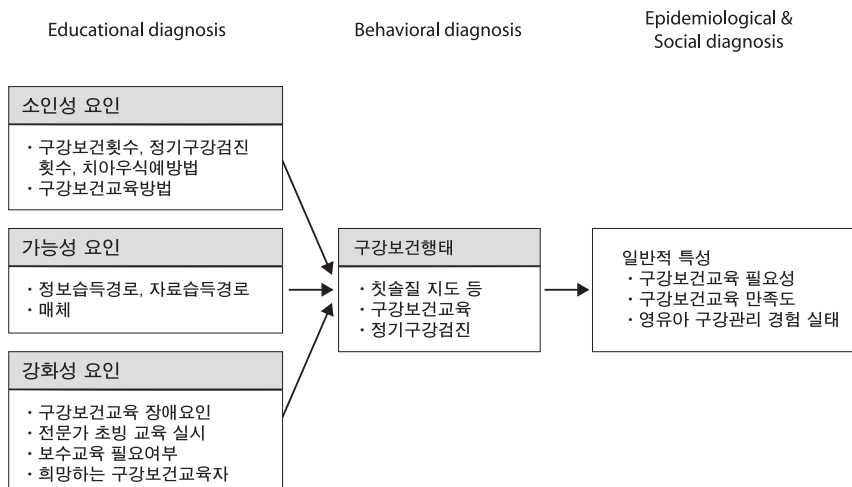 Educational diagnosis
Behavioral diagnosis
Epidemiological &
Social diagnosis
소인성 요인
· 구강보건횟수, 정기구강검진
횟수, 치아우식예방법
· 구강보건교육방법
가능성 요인
· 정보습득경로, 자료습득경로
· 매체
강화성 요인
· 구강보건교육 장애요인
· 전문가 초빙 교육 실시
· 보수교육 필요여부
· 희망하는 구강보건교육자
구강보건행태
· 칫솔질 지도 등
· 구강보건교육
· 정기구강검진
일반적 특성
· 구강보건교육 필요성
· 구강보건교육 만족도
· 영유아 구강관리 경험 실태